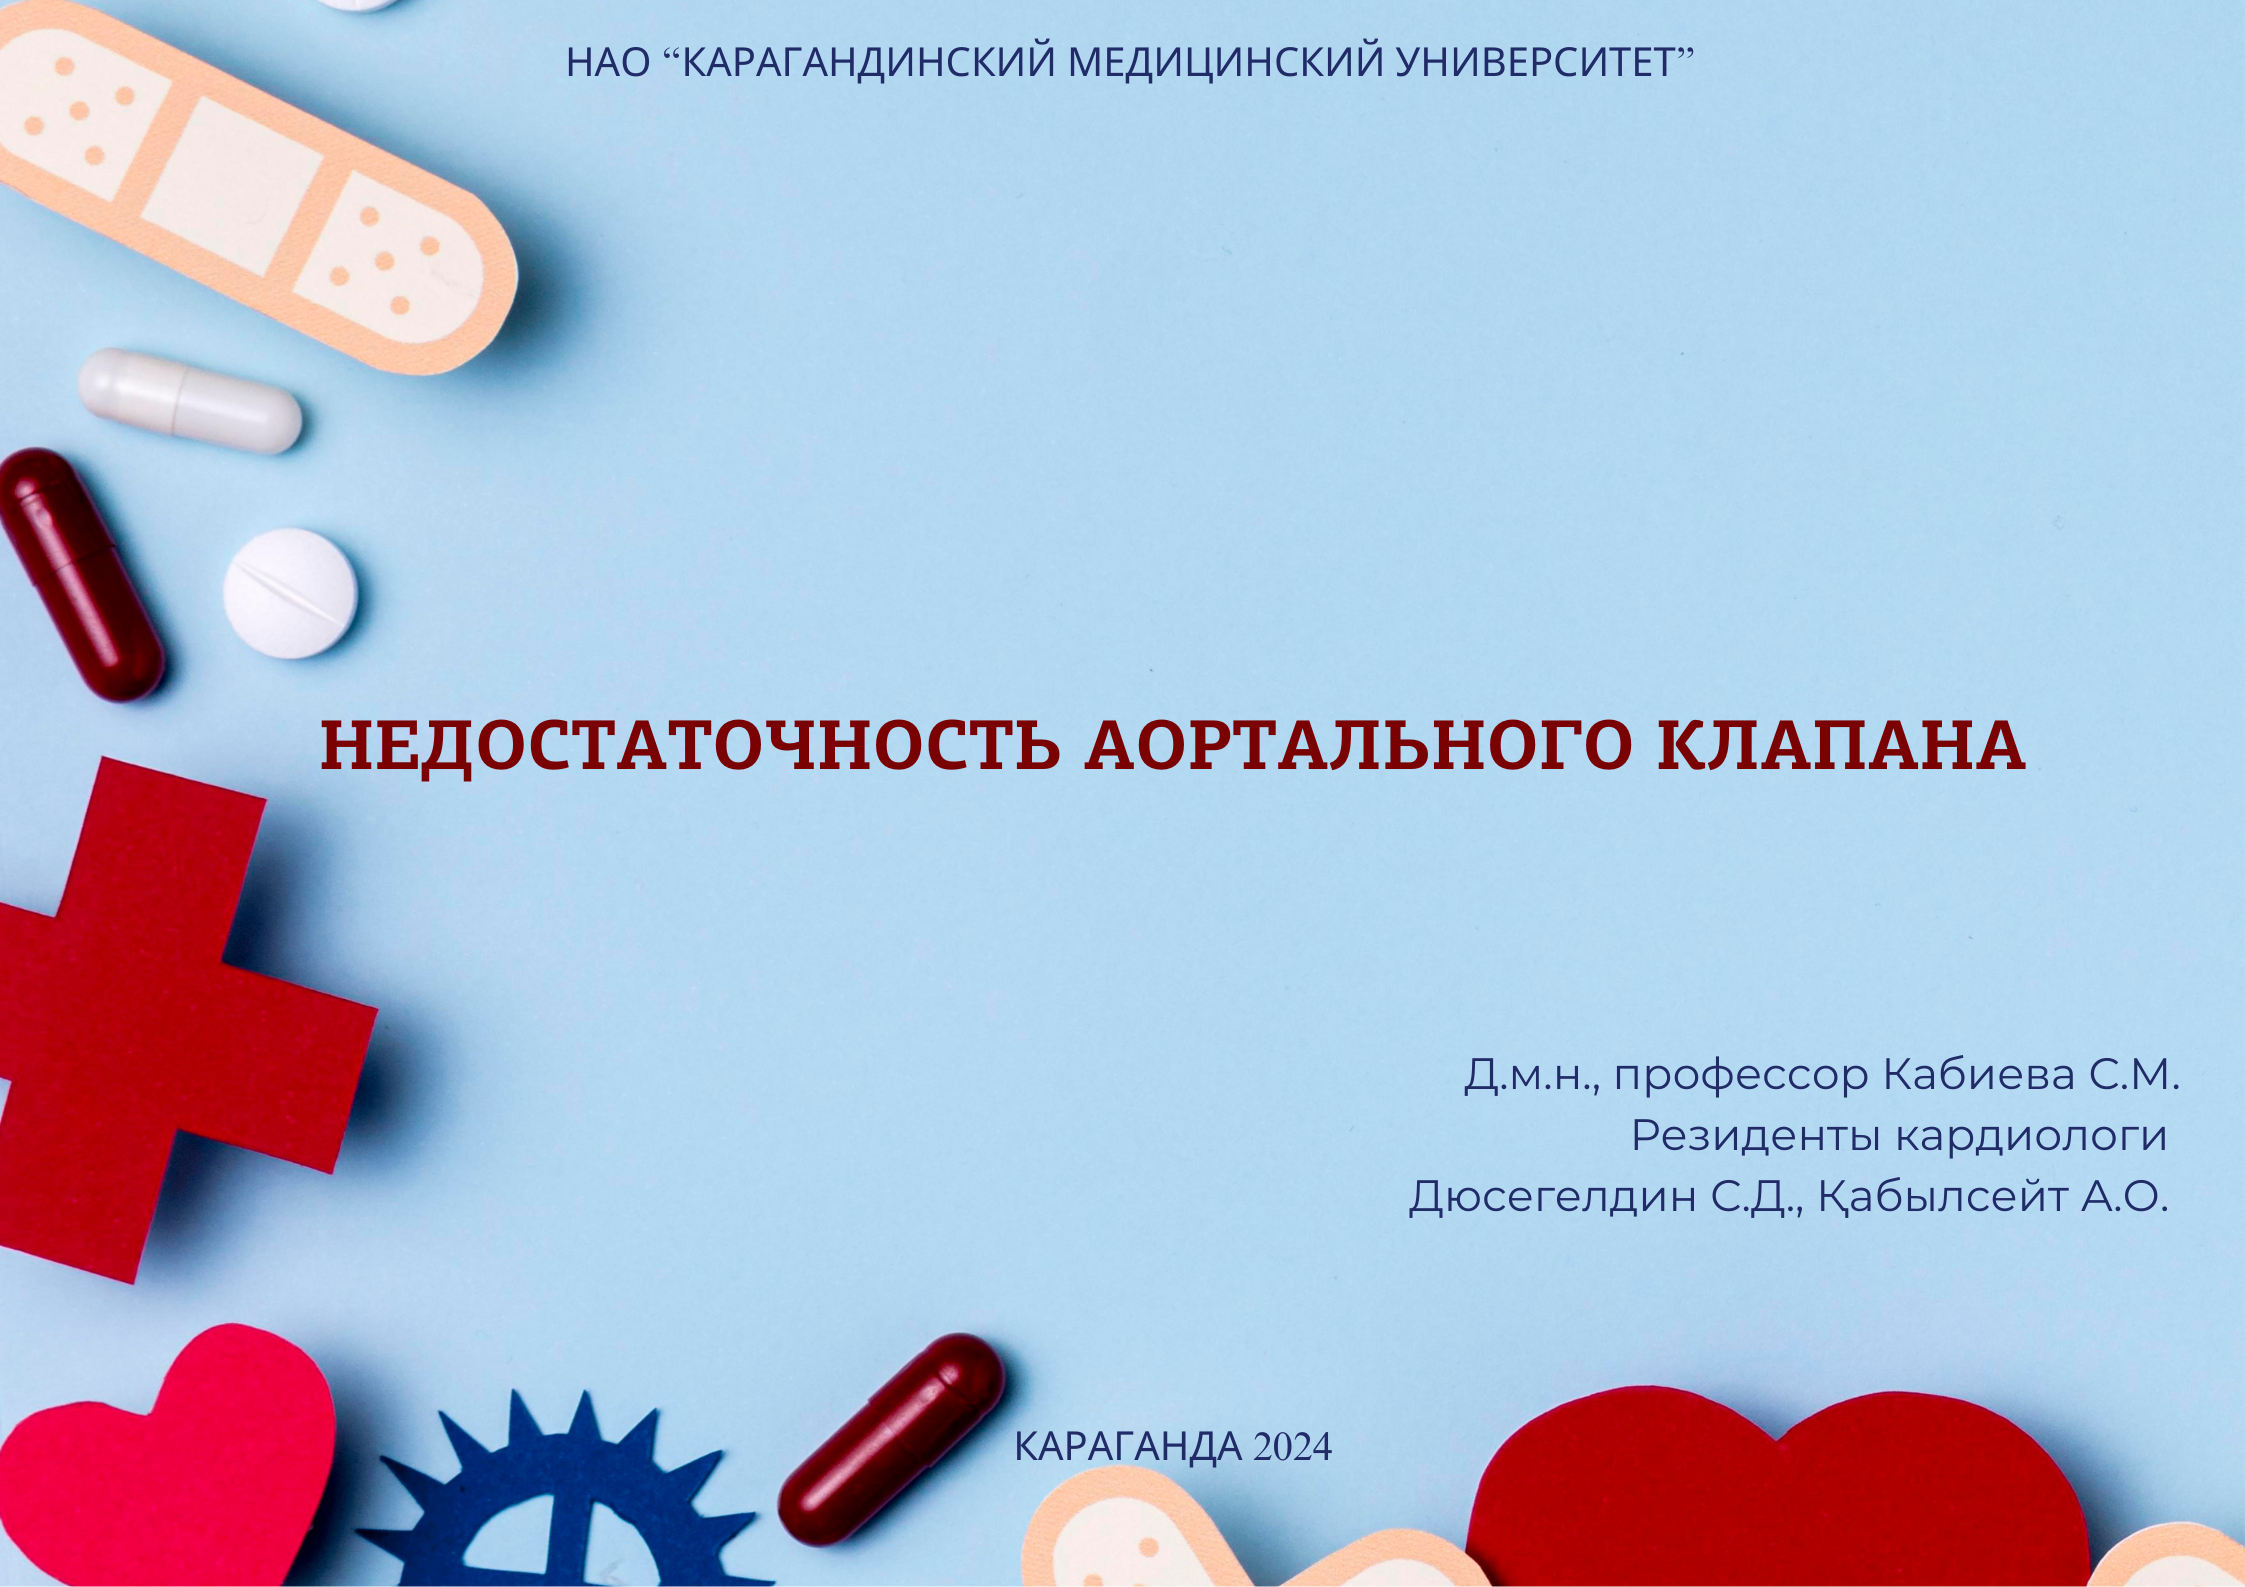 НАО “КАРАГАНДИНСКИЙ МЕДИЦИНСКИЙ УНИВЕРСИТЕТ”
НЕДОСТАТОЧНОСТЬ АОРТАЛЬНОГО КЛАПАНА
Д.м.н., профессор Кабиева С.М.
Резиденты кардиологи
Дюсегелдин С.Д., Қабылсейт А.О.
КАРАГАНДА 2024